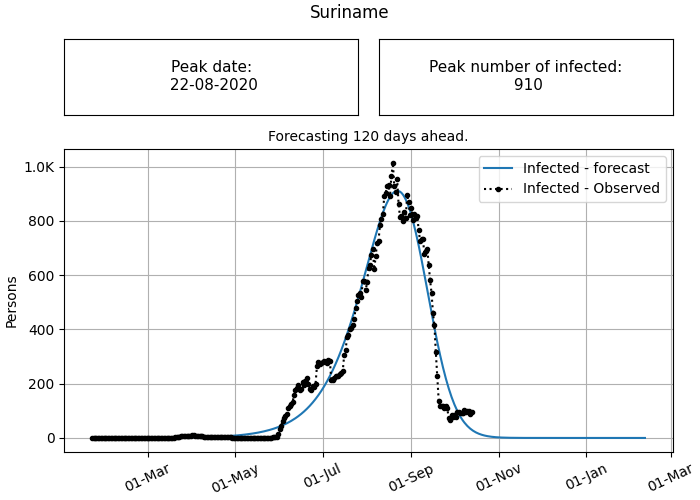 Suriname
Peak date:
22-08-2020
Peak number of infected:
910
Forecasting 120 days ahead.
1.0K
800
600
400
200
0
Persons
Infected - forecast
Infected - Observed
01-Mar
01-May
01-Jul
01-Sep
01-Nov
01-Jan
01-Mar